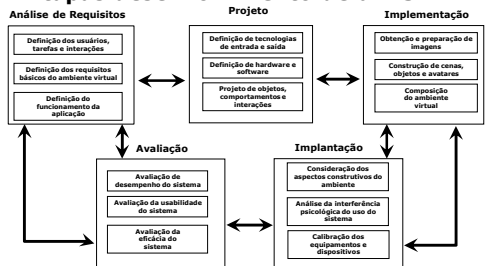 Análise de Requisitos
Definição dos usuários,
tarefas e interações
Definição dos requisitos
básicos do ambiente virtual
Definição do
funcionamento da
aplicação
Projeto
Definição de tecnologias
de entrada e saída
Definição de hardware e
software
Projeto de objetos,
comportamentos e
interações
Implementação
Obtenção e preparação de
imagens
Construção de cenas,
objetos e avatares
Composição
do ambiente
virtual
Avaliação
Avaliação de
desempenho do sistema
Avaliação da usabilidade
do sistema
Avaliação da
eficácia do
sistema
Implantação
Consideração dos
aspectos construtivos do
ambiente
Análise da interferência
psicológica do uso do
sistema
Calibração dos
equipamentos e
dispositivos